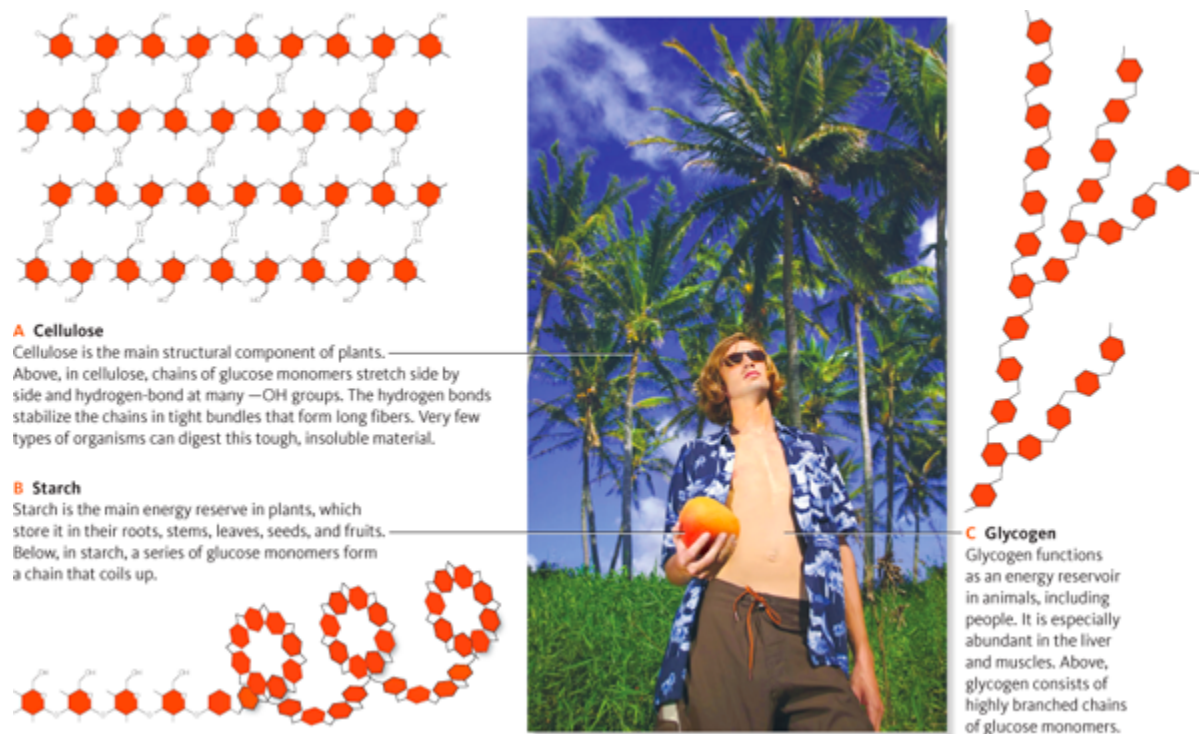 A Cellulose
Cellulose is the main structural component of plants.
Above, in cellulose, chains of glucose monomers stretch side by
side and hydrogen-bond at many —OH groups. The hydrogen bonds
stabilize the chains in tight bundles that form long fibers. Very few
types of organisms can digest this tough, insoluble material.
B Starch
Starch is the main energy reserve in plants, which
store it in their roots, stems, leaves, seeds, and fruits.
Below, in starch, a series of glucose monomers form
a chain that coils up.
C Glycogen
Glycogen functions
as an energy reservoir
in animals, including
people. It is especially
abundant in the liver
and muscles. Above,
glycogen consists of
highly branched chains
of glucose monomers.